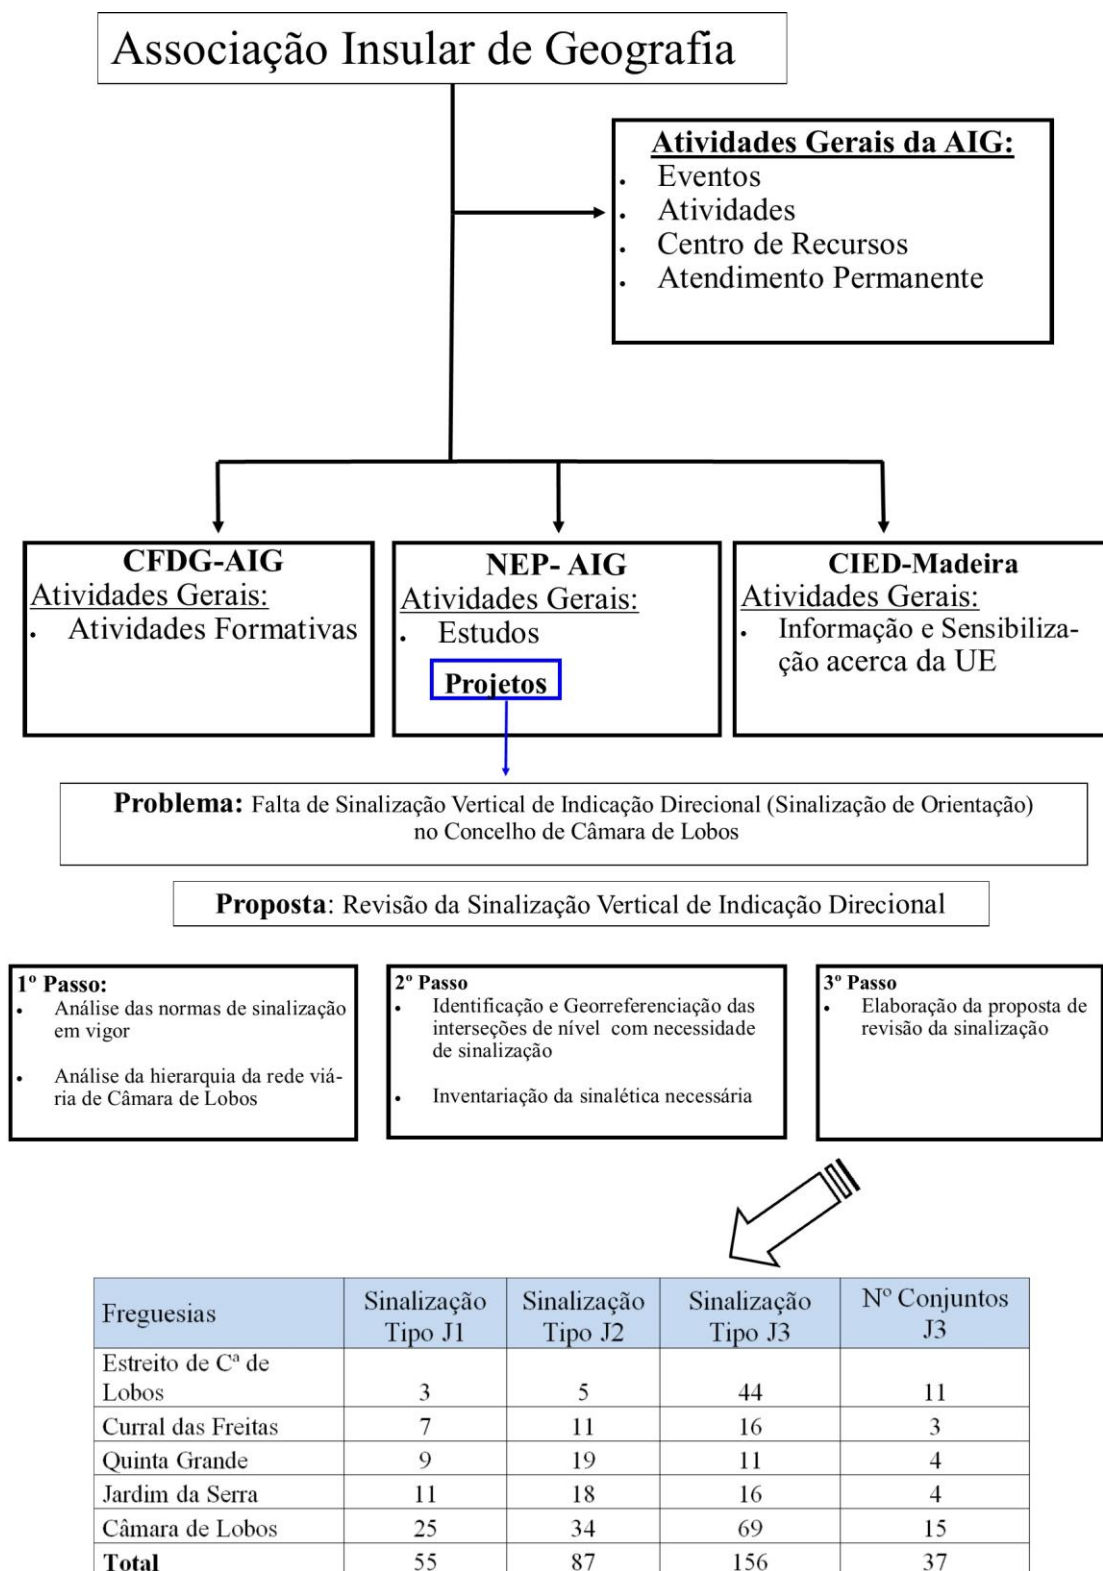 Associação Insular de Geografia
Atividades Gerais da AIG:
• Eventos
• Atividades
• Centro de Recursos
• Atendimento Permanente
CFDG-AIG
Atividades Gerais:
• Atividades Formativas
NEP- AIG
Atividades Gerais:
• Estudos
Projetos
CIED-Madeira
Atividades Gerais:
• Informação e Sensibiliza-
ção acerca da UE
Problema: Falta de Sinalização Vertical de Indicação Direcional (Sinalização de Orientação)
no Concelho de Câmara de Lobos
Proposta: Revisão da Sinalização Vertical de Indicação Direcional
1º Passo:
• Análise das normas de sinalização
em vigor
• Análise da hierarquia da rede viá-
ria de Câmara de Lobos
2º Passo
• Identificação e Georreferenciação das
interseções de nível com necessidade
de sinalização
• Inventariação da sinalética necessária
3º Passo
• Elaboração da proposta de
revisão da sinalização
Freguesias
Sinalização
Tipo J1
Sinalização
Tipo J2
Sinalização
Tipo J3
Nº Conjuntos
J3
Estreito de Cª de
Lobos 3 5 44 11
Curral das Freitas 7 11 16 3
Quinta Grande 9 19 11 4
Jardim da Serra 11 18 16 4
Câmara de Lobos 25 34 69 15
Total 55 87 156 37